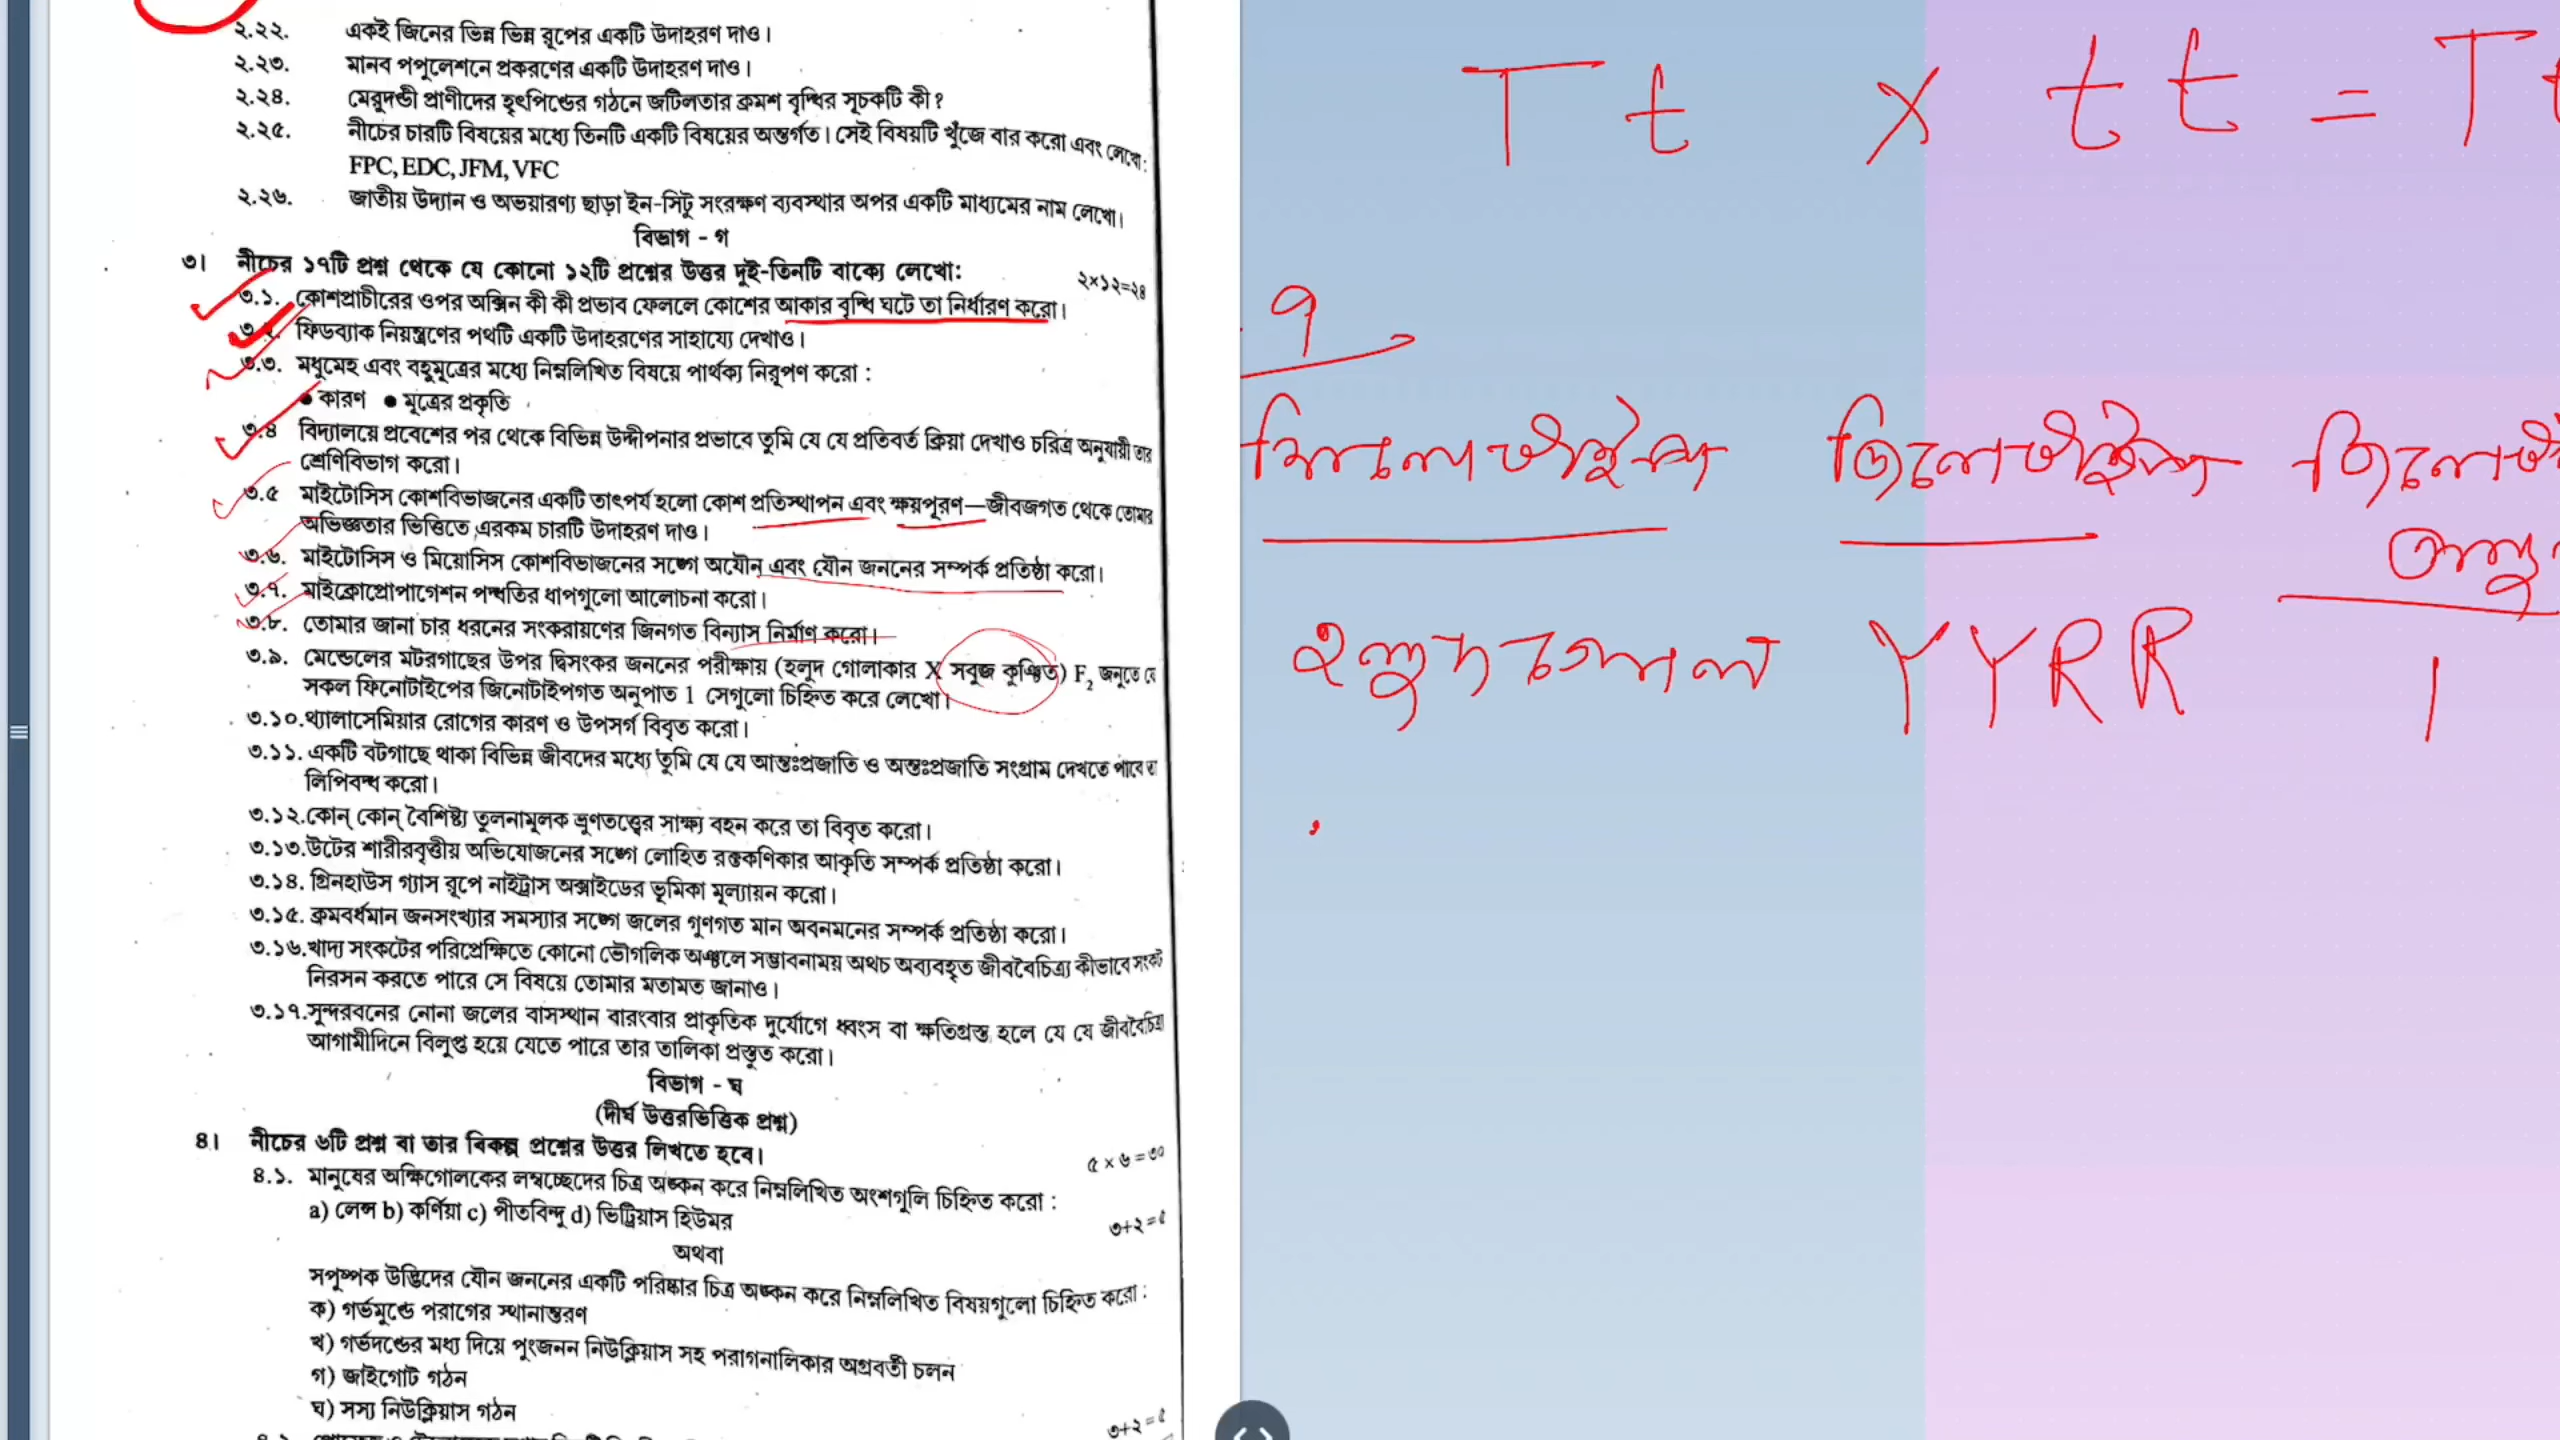 ২.২২. একই জিনের ভিন্ন ভিন্ন রূপের একটি উদাহরণ দাও।
২.২৩. মানব পপুলেশনে প্রকরণের একটি উদাহরণ দাও।
২.২৪. মেরুদণ্ডী প্রাণীদের হৃৎপিণ্ডের গঠনে জটিলতার ক্রমশ বৃদ্ধির সূচকটি কী?
২.২৫. নীচের চারটি বিষয়ের মধ্যে তিনটি একটি বিষয়ের অন্তর্গত। সেই বিষয়টি খুঁজে বার করো এবং লেখো:
FPC, EDC, JFM, VFC
২.২৬. জাতীয় উদ্যান ও অভয়ারণ্য ছাড়া ইন-সিটু সংরক্ষণ ব্যবস্থার অপর একটি মাধ্যমের নাম লেখো।
বিভাগ - গ
৩। নীচের ১৭টি প্রশ্ন থেকে যে কোনো ১২টি প্রশ্নের উত্তর দুই-তিনটি বাক্যে লেখো: ২×১২=২৪
৩.১. কোশপ্রাচীরের ওপর অক্সিন কী কী প্রভাব ফেললে কোশের আকার বৃদ্ধি ঘটে তা নির্ধারণ করো।
৩.২. ফিডব্যাক নিয়ন্ত্রণের পথটি একটি উদাহরণের সাহায্যে দেখাও।
৩.৩. মধুমেহ এবং বহুমূত্রের মধ্যে নিম্নলিখিত বিষয়ে পার্থক্য নিরূপণ করো :
● কারণ ● মূত্রের প্রকৃতি
৩.৪ বিদ্যালয়ে প্রবেশের পর থেকে বিভিন্ন উদ্দীপনার প্রভাবে তুমি যে যে প্রতিবর্ত ক্রিয়া দেখাও চরিত্র অনুযায়ী তার
শ্রেণিবিভাগ করো।
৩.৫ মাইটোসিস কোশবিভাজনের একটি তাৎপর্য হলো কোশ প্রতিস্থাপন এবং ক্ষয়পূরণ—জীবজগত থেকে তোমার
অভিজ্ঞতার ভিত্তিতে এরকম চারটি উদাহরণ দাও।
৩.৬. মাইটোসিস ও মিয়োসিস কোশবিভাজনের সঙ্গে অযৌন এবং যৌন জননের সম্পর্ক প্রতিষ্ঠা করো।
৩.৭. মাইক্রোপ্রোপাগেশন পদ্ধতির ধাপগুলো আলোচনা করো।
৩.৮. তোমার জানা চার ধরনের সংকরায়ণের জিনগত বিন্যাস নির্মাণ করো।
৩.৯. মেন্ডেলের মটরগাছের উপর দ্বিসংকর জননের পরীক্ষায় (হলুদ গোলাকার X সবুজ কুঞ্চিত) F₂ জনুতে যে
সকল ফিনোটাইপের জিনোটাইপগত অনুপাত 1 সেগুলো চিহ্নিত করে লেখো।
৩.১০.থ্যালাসেমিয়ার রোগের কারণ ও উপসর্গ বিবৃত করো।
৩.১১. একটি বটগাছে থাকা বিভিন্ন জীবদের মধ্যে তুমি যে যে আন্তঃপ্রজাতি ও অন্তঃপ্রজাতি সংগ্রাম দেখতে পাবে তা
লিপিবদ্ধ করো।
৩.১২.কোন্ কোন্ বৈশিষ্ট্য তুলনামূলক ভ্রুণতত্ত্বের সাক্ষ্য বহন করে তা বিবৃত করো।
৩.১৩.উটের শারীরবৃত্তীয় অভিযোজনের সঙ্গে লোহিত রক্তকণিকার আকৃতি সম্পর্ক প্রতিষ্ঠা করো।
৩.১৪. গ্রিনহাউস গ্যাস রূপে নাইট্রাস অক্সাইডের ভূমিকা মূল্যায়ন করো।
৩.১৫. ক্রমবর্ধমান জনসংখ্যার সমস্যার সঙ্গে জলের গুণগত মান অবনমনের সম্পর্ক প্রতিষ্ঠা করো।
৩.১৬.খাদ্য সংকটের পরিপ্রেক্ষিতে কোনো ভৌগলিক অঞ্চলে সম্ভাবনাময় অথচ অব্যবহৃত জীববৈচিত্র্য কীভাবে সংকট
নিরসন করতে পারে সে বিষয়ে তোমার মতামত জানাও।
৩.১৭.সুন্দরবনের নোনা জলের বাসস্থান বারংবার প্রাকৃতিক দুর্যোগে ধ্বংস বা ক্ষতিগ্রস্ত হলে যে যে জীববৈচিত্র্য
আগামীদিনে বিলুপ্ত হয়ে যেতে পারে তার তালিকা প্রস্তুত করো।
বিভাগ - ঘ
(দীর্ঘ উত্তরভিত্তিক প্রশ্ন)
৪। নীচের ৬টি প্রশ্ন বা তার বিকল্প প্রশ্নের উত্তর লিখতে হবে। ৫×৬=৩০
৪.১. মানুষের অক্ষিগোলকের লম্বচ্ছেদের চিত্র অঙ্কন করে নিম্নলিখিত অংশগুলি চিহ্নিত করো :
a) লেন্স b) কর্ণিয়া c) পীতবিন্দু d) ভিট্রিয়াস হিউমর ৩+২=৫
অথবা
সপুষ্পক উদ্ভিদের যৌন জননের একটি পরিষ্কার চিত্র অঙ্কন করে নিম্নলিখিত বিষয়গুলো চিহ্নিত করো :
ক) গর্ভমুণ্ডে পরাগের স্থানান্তরণ
খ) গর্ভদণ্ডের মধ্য দিয়ে পুংজনন নিউক্লিয়াস সহ পরাগনালিকার অগ্রবর্তী চলন
গ) জাইগোট গঠন
ঘ) সস্য নিউক্লিয়াস গঠন
৩+২=৫
T t × t t = T
৭
ফিনোটাইপ জিনোটাইপ
হলুদ গোল YYRR 1